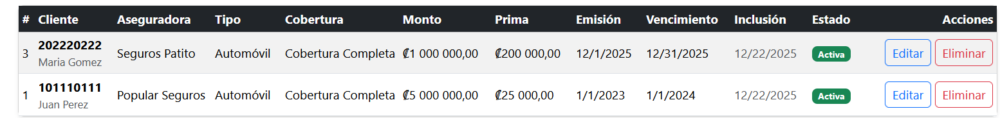 # Cliente Aseguradora Tipo Cobertura Monto Prima Emisión Vencimiento Inclusión Estado Acciones
3 202220222 Seguros Patito Automóvil Cobertura Completa ₡1 000 000,00 ₡200 000,00 12/1/2025 12/31/2025 12/22/2025 Activa Editar Eliminar
Maria Gomez
1 101110111 Popular Seguros Automóvil Cobertura Completa ₡5 000 000,00 ₡25 000,00 1/1/2023 1/1/2024 12/22/2025 Activa Editar Eliminar
Juan Perez